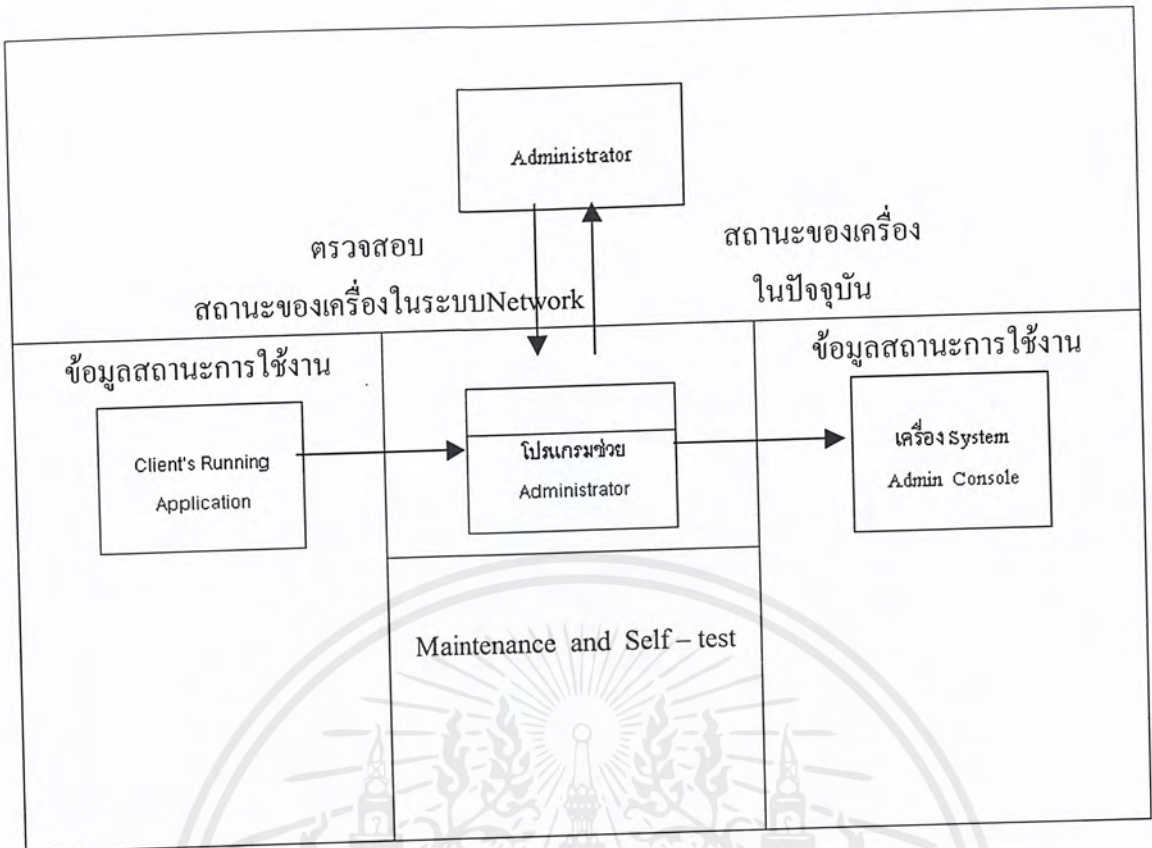 Administrator
ตรวจสอบ
สถานะของเครื่องในระบบNetwork
สถานะของเครื่อง
ในปัจจุบัน
ข้อมูลสถานะการใช้งาน
Client's Running
Application
โปรแกรมช่วย
Administrator
ข้อมูลสถานะการใช้งาน
เครื่อง System
Admin Console
Maintenance and Self – test